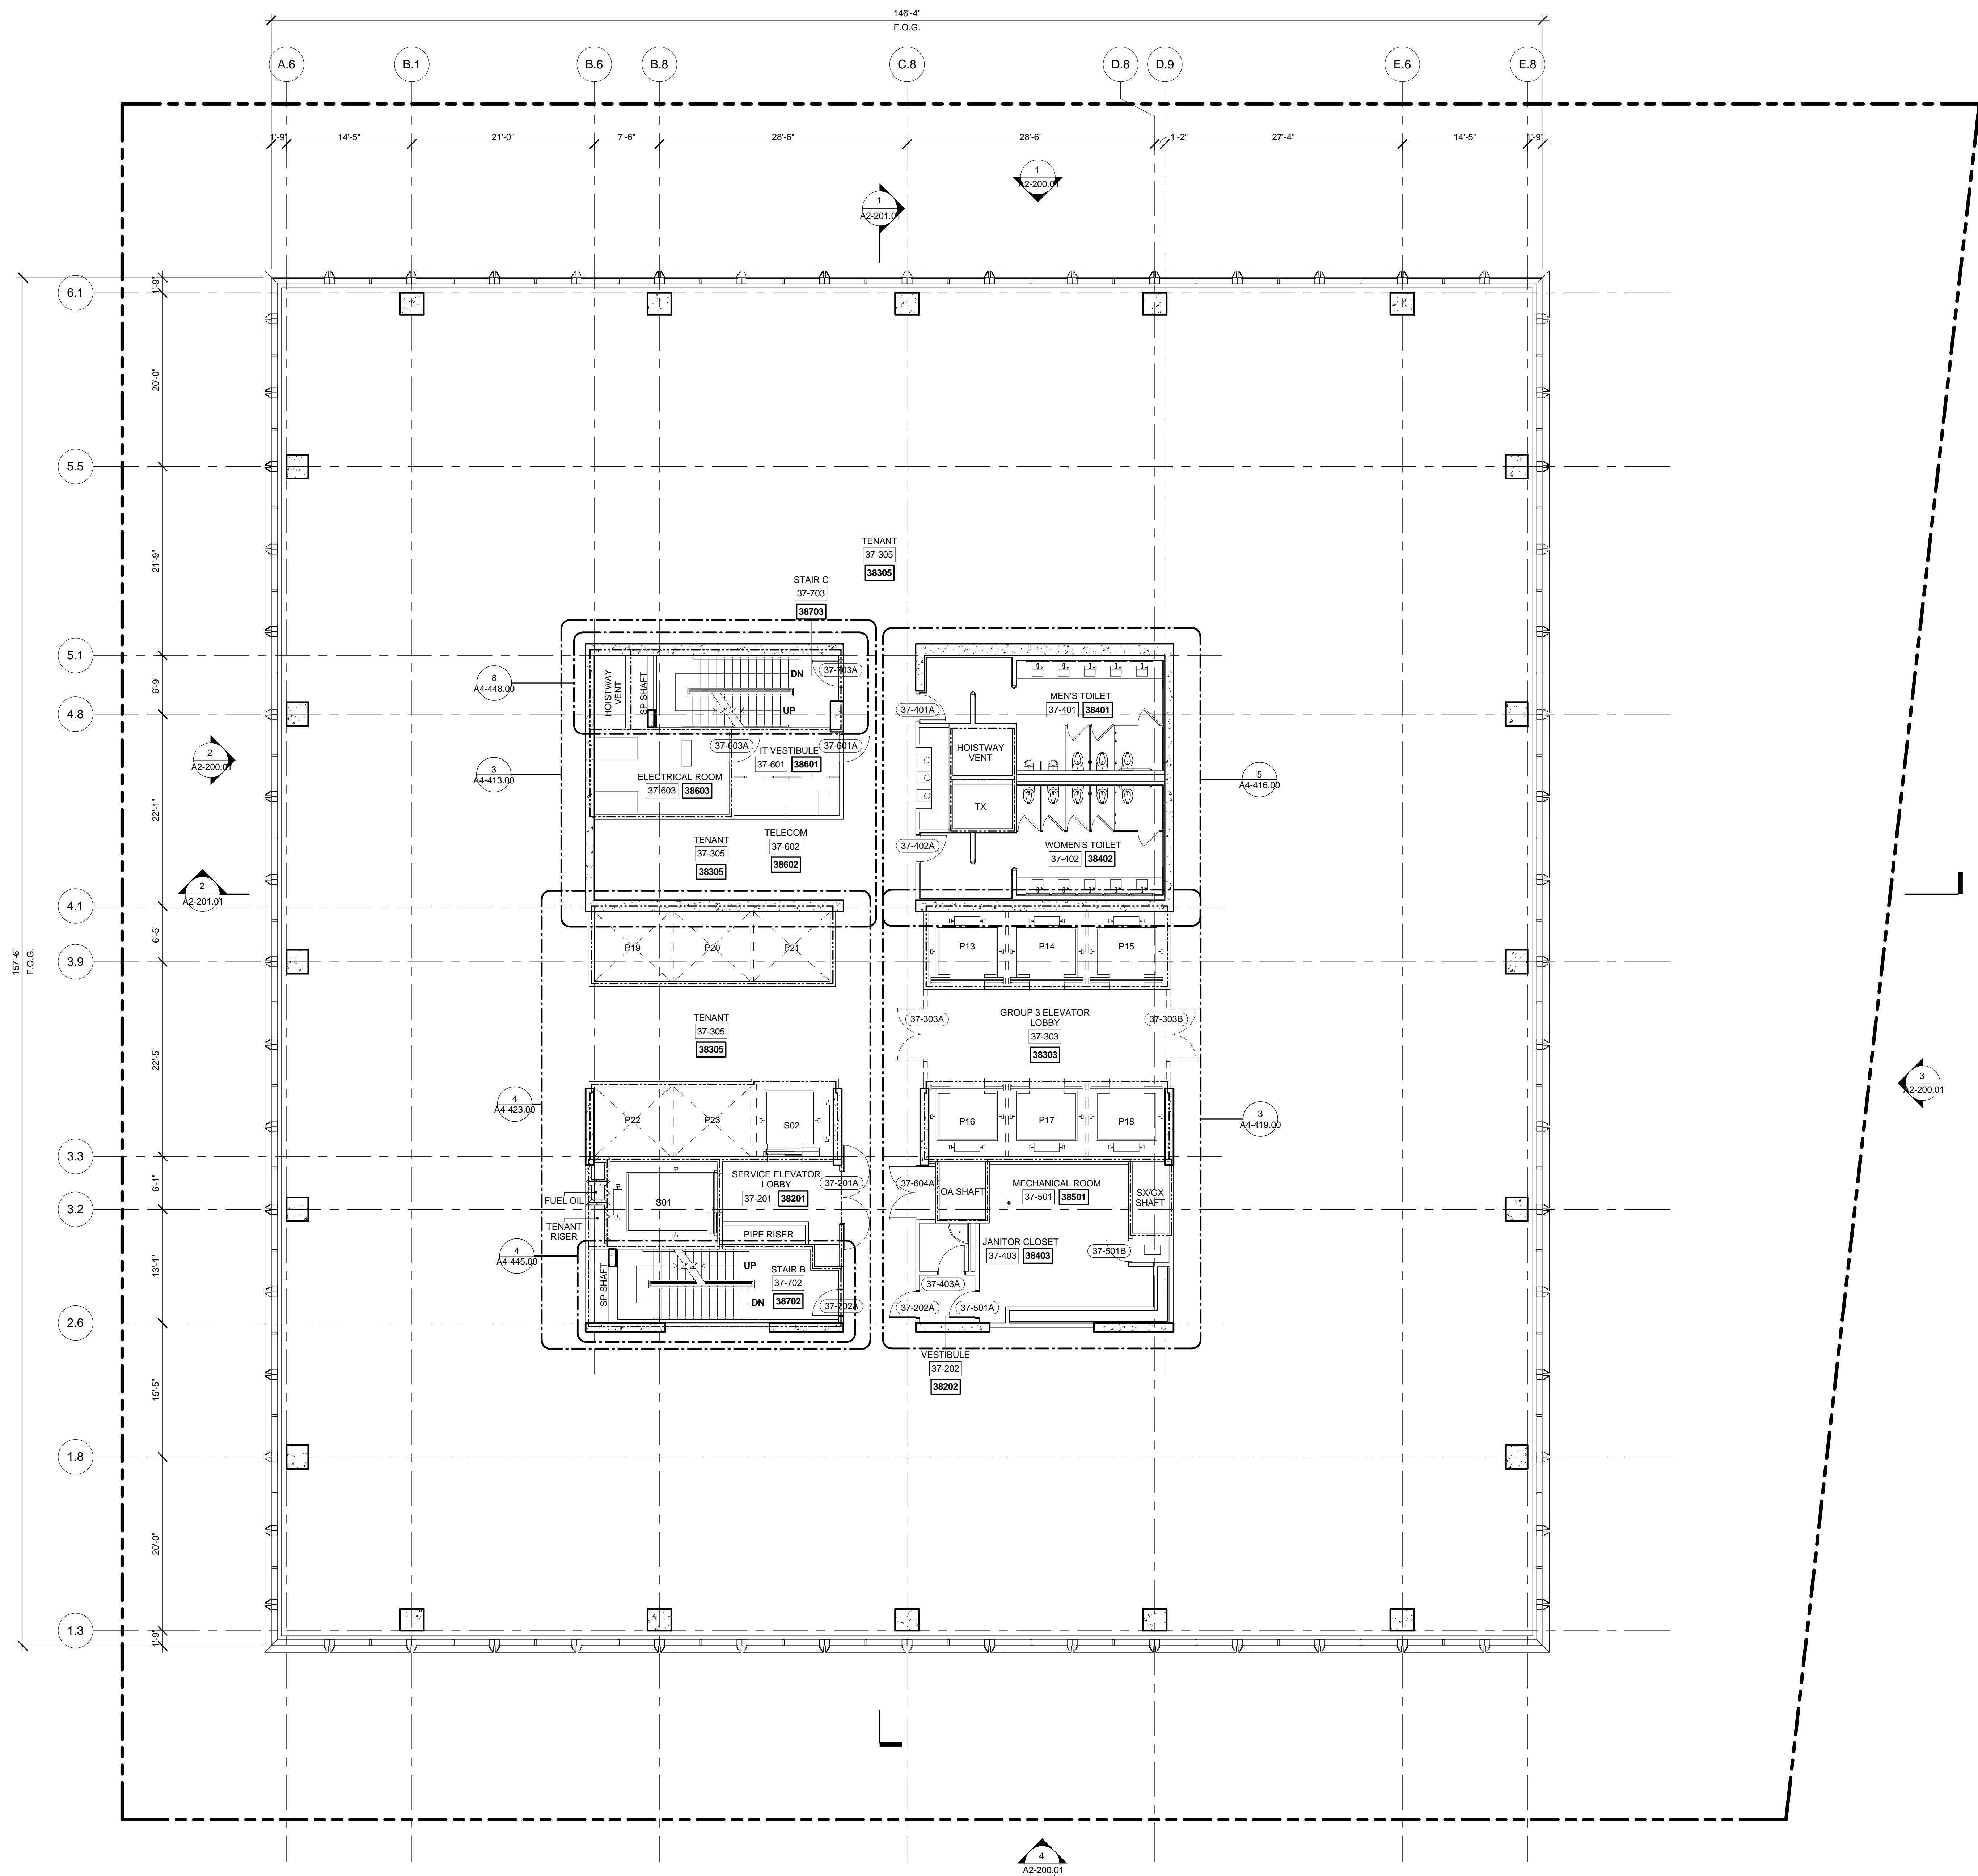 146'-4"
F.O.G.
A.6
B.1
B.6
B.8
C.8
D.8
D.9
E.6
E.8
1'-9"
14'-5"
21'-0"
7'-6"
28'-6"
28'-6"
1'-2"
27'-4"
14'-5"
1'-9"
1
A2-200.01
1
A2-201.01
6.1
5.5
5.1
4.8
4.1
3.9
3.3
3.2
2.6
1.8
1.3
157'-6"
F.O.G.
1'-9"
20'-0"
21'-9"
6'-9"
22'-1"
6'-5"
22'-5"
6'-1"
13'-1"
15'-5"
20'-0"
1'-9"
2
A2-200.01
2
A2-201.01
3
A2-200.01
4
A2-200.01
TENANT
37-305
38305
STAIR C
37-703
38703
8
A4-448.00
3
A4-413.00
HOISTWAY
VENT
SP SHAFT
DN
UP
37-703A
37-603A
37-601A
IT VESTIBULE
37-601 38601
ELECTRICAL ROOM
37-603 38603
TENANT
37-305
38305
TELECOM
37-602
38602
37-401A
MEN'S TOILET
37-401 38401
HOISTWAY
VENT
TX
5
A4-416.00
37-402A
WOMEN'S TOILET
37-402 38402
P19
P20
P21
P13
P14
P15
TENANT
37-305
38305
37-303A
GROUP 3 ELEVATOR
LOBBY
37-303
38303
37-303B
4
A4-423.00
3
A4-419.00
P22
P23
S02
P16
P17
P18
FUEL OIL
TENANT
RISER
S01
SERVICE ELEVATOR
LOBBY
37-201 38201
37-201A
PIPE RISER
4
A4-445.00
SP SHAFT
UP
DN
STAIR B
37-702
38702
37-702A
37-604A
OA SHAFT
MECHANICAL ROOM
37-501 38501
SX/GX
SHAFT
JANITOR CLOSET
37-403 38403
37-501B
37-403A
37-202A
37-501A
VESTIBULE
37-202
38202